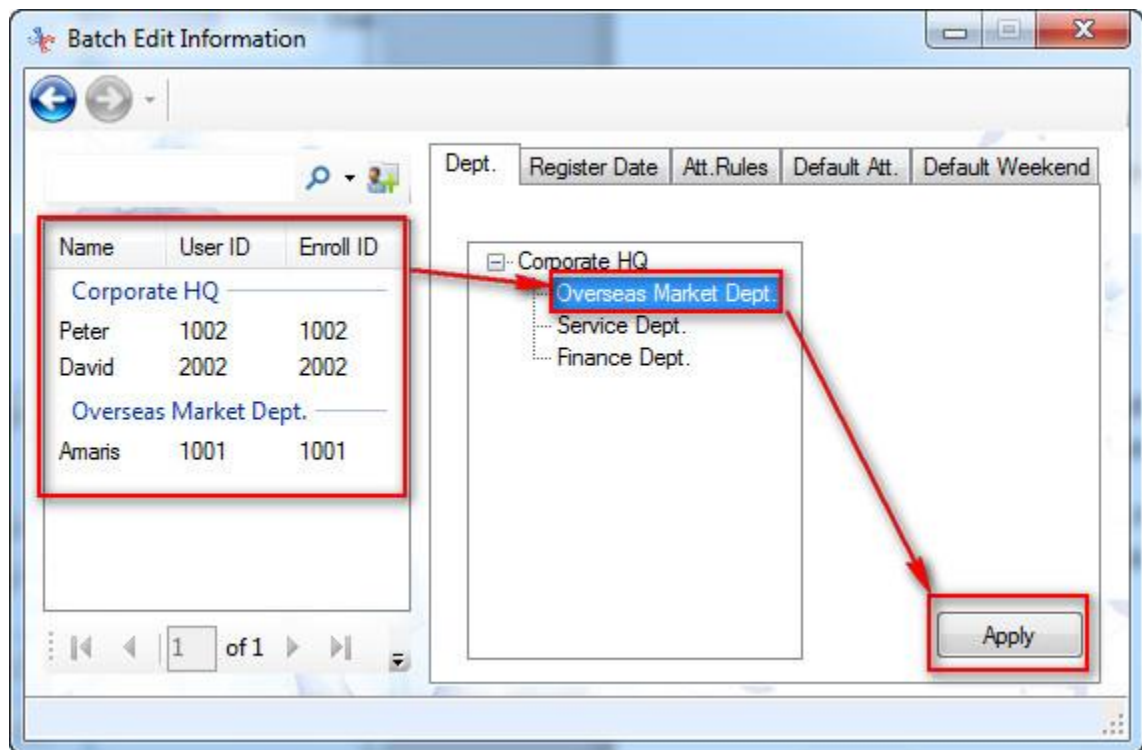 Batch Edit Information
Dept. Register Date Att.Rules Default Att. Default Weekend
Name User ID Enroll ID
Corporate HQ
Peter 1002 1002
David 2002 2002
Overseas Market Dept.
Amaris 1001 1001
1 of 1
Corporate HQ
Overseas Market Dept.
Service Dept.
Finance Dept.
Apply